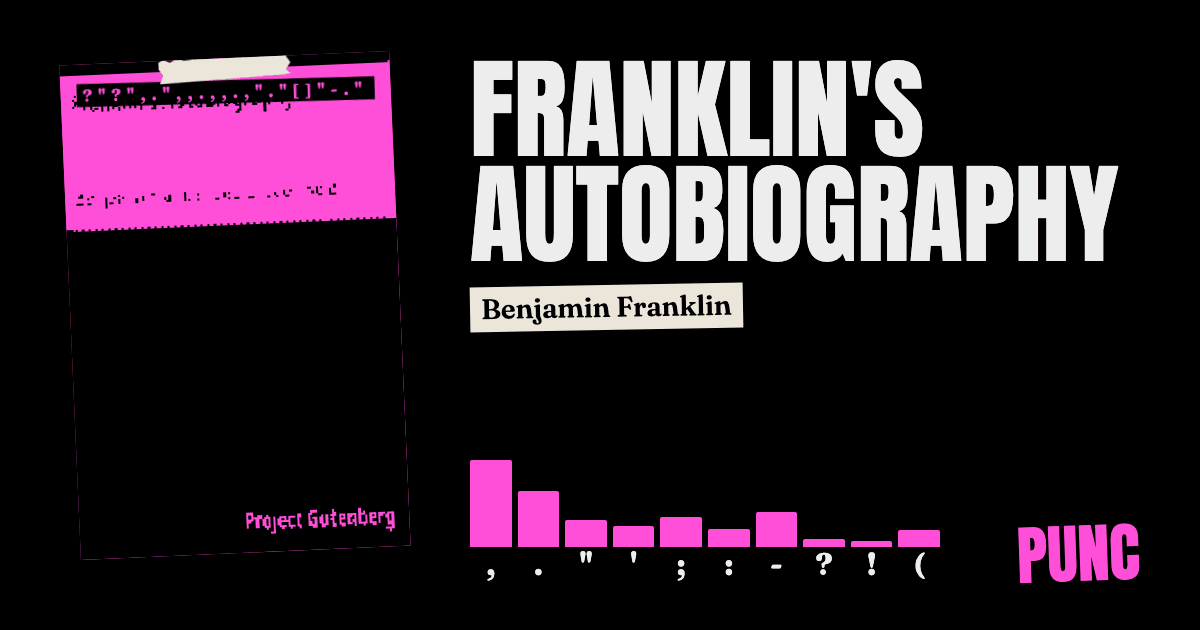 ?"?",.",,.,.,"."[]"-."
Project Gutenberg
FRANKLIN'S
AUTOBIOGRAPHY
Benjamin Franklin
, . " ' ; : - ? ! (
PUNC